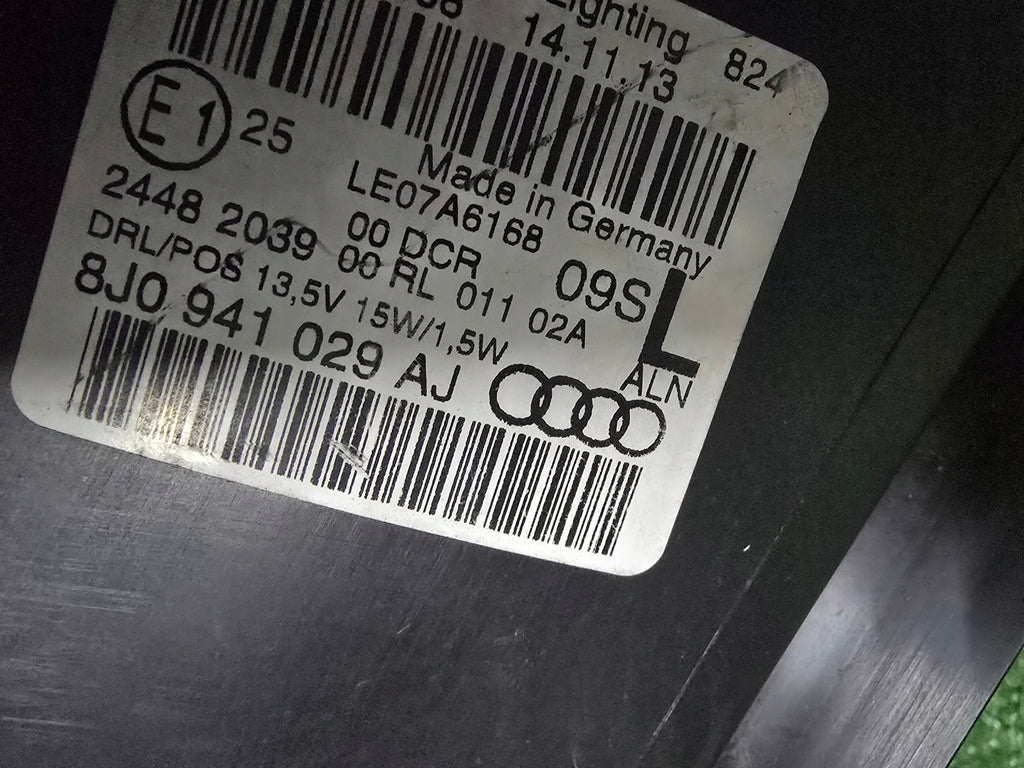 Lighting 824
14.11.13
E1 25
Made in Germany
LE07A6168
2448 2039 00 DCR 09S L
00 RL 011 02A
DRL/POS 13,5V 15W/1,5W
ALN
8J0 941 029 AJ